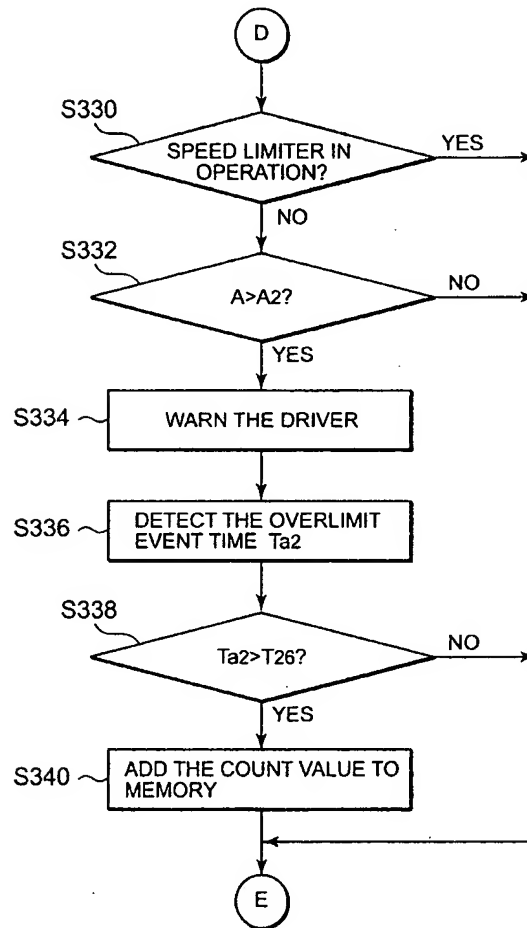 D
S330
SPEED LIMITER IN
OPERATION?
YES
NO
S332
A>A2?
NO
YES
S334
WARN THE DRIVER
S336
DETECT THE OVERLIMIT
EVENT TIME Ta2
S338
Ta2>T26?
NO
YES
S340
ADD THE COUNT VALUE TO
MEMORY
E